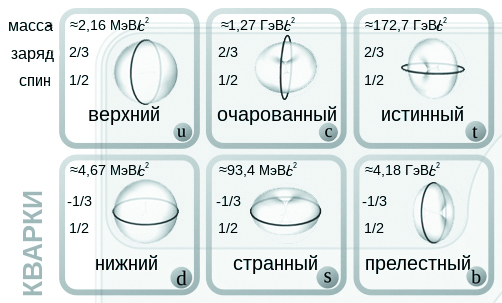 масса
заряд
спин
≈2,16 МэВ/c²
2/3
1/2
верхний
u
≈1,27 ГэВ/c²
2/3
1/2
очарованный
c
≈172,7 ГэВ/c²
2/3
1/2
истинный
t
≈4,67 МэВ/c²
-1/3
1/2
нижний
d
≈93,4 МэВ/c²
-1/3
1/2
странный
s
≈4,18 ГэВ/c²
-1/3
1/2
прелестный
b
КВАРКИ